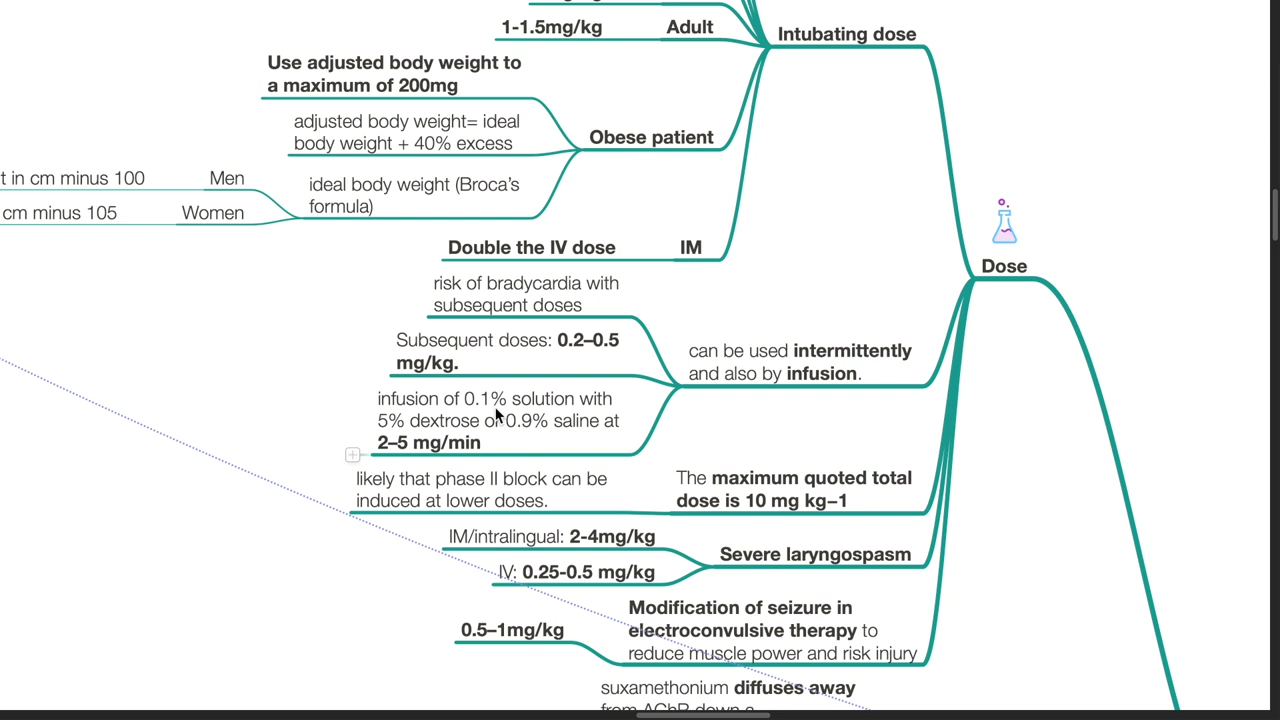 1-1.5mg/kg
Adult
Intubating dose
Use adjusted body weight to
a maximum of 200mg
adjusted body weight= ideal
body weight + 40% excess
Obese patient
t in cm minus 100
Men
ideal body weight (Broca's
formula)
cm minus 105
Women
Double the IV dose
IM
Dose
risk of bradycardia with
subsequent doses
Subsequent doses: 0.2–0.5
mg/kg.
can be used intermittently
and also by infusion.
infusion of 0.1% solution with
5% dextrose or 0.9% saline at
2–5 mg/min
likely that phase II block can be
induced at lower doses.
The maximum quoted total
dose is 10 mg kg−1
IM/intralingual: 2-4mg/kg
Severe laryngospasm
IV: 0.25-0.5 mg/kg
Modification of seizure in
electroconvulsive therapy to
reduce muscle power and risk injury
0.5–1mg/kg
suxamethonium diffuses away
from AChR down a